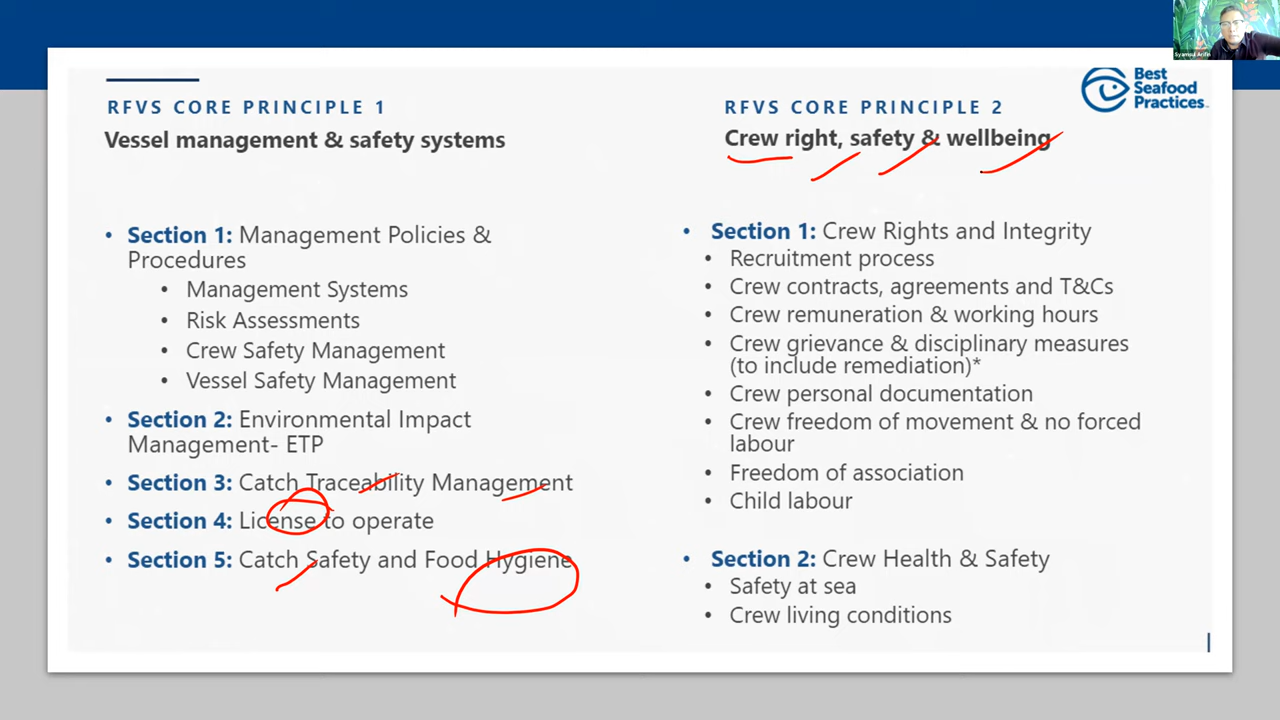 Syamsul Arifin
Best
Seafood
Practices
RFVS CORE PRINCIPLE 1
Vessel management & safety systems
• Section 1: Management Policies &
Procedures
• Management Systems
• Risk Assessments
• Crew Safety Management
• Vessel Safety Management
• Section 2: Environmental Impact
Management- ETP
• Section 3: Catch Traceability Management
• Section 4: License to operate
• Section 5: Catch Safety and Food Hygiene
RFVS CORE PRINCIPLE 2
Crew right, safety & wellbeing
• Section 1: Crew Rights and Integrity
• Recruitment process
• Crew contracts, agreements and T&Cs
• Crew remuneration & working hours
• Crew grievance & disciplinary measures
(to include remediation)*
• Crew personal documentation
• Crew freedom of movement & no forced
labour
• Freedom of association
• Child labour
• Section 2: Crew Health & Safety
• Safety at sea
• Crew living conditions